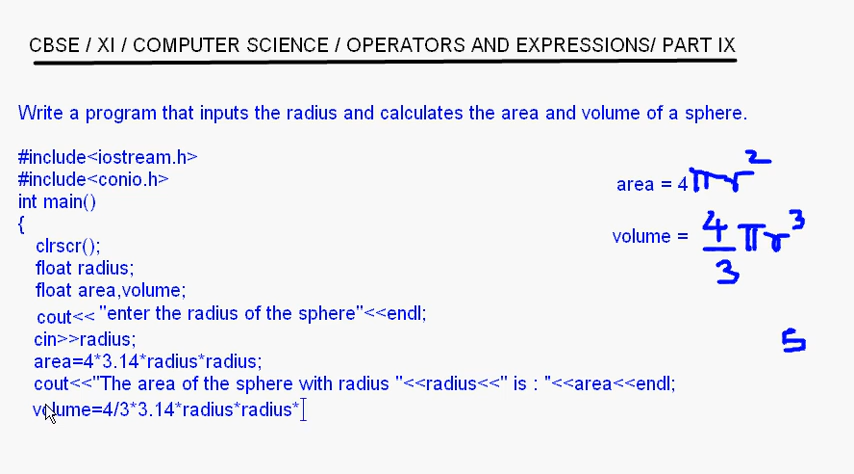 CBSE / XI / COMPUTER SCIENCE / OPERATORS AND EXPRESSIONS/ PART IX
Write a program that inputs the radius and calculates the area and volume of a sphere.
#include<iostream.h>
#include<conio.h>
int main()
{
clrscr();
float radius;
float area,volume;
cout<< "enter the radius of the sphere"<<endl;
cin>>radius;
area=4*3.14*radius*radius;
cout<<"The area of the sphere with radius "<<radius<<" is : "<<area<<endl;
volume=4/3*3.14*radius*radius*
area = 4πr²
volume = 4/3 πr³
5